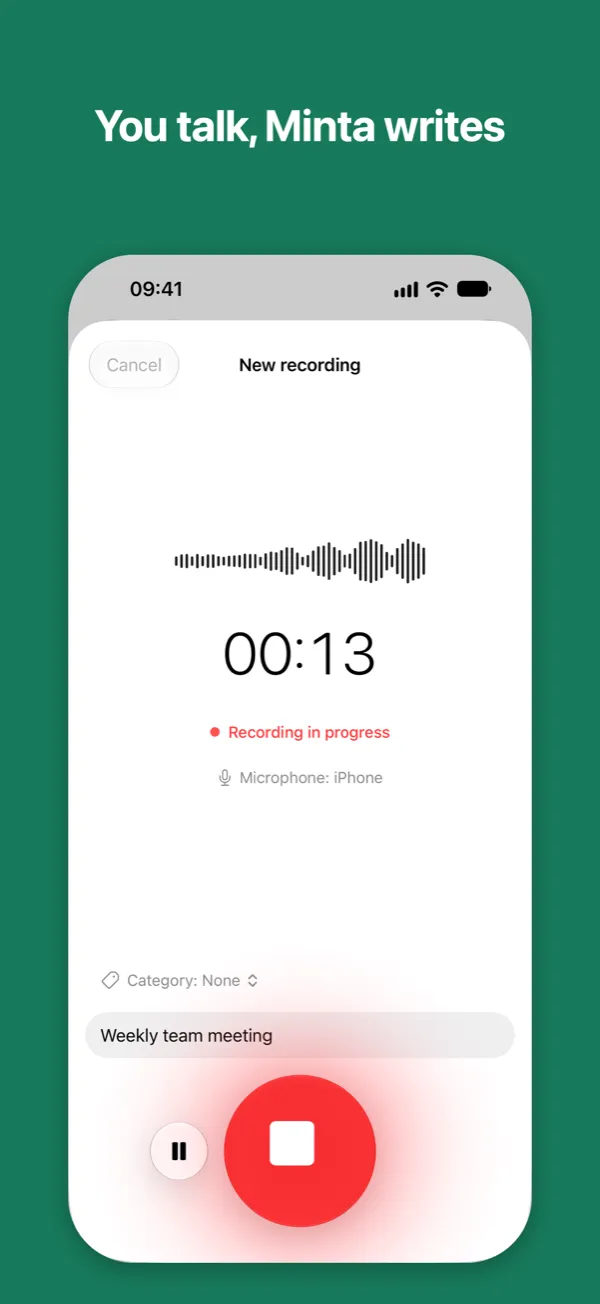 You talk, Minta writes
09:41
Cancel
New recording
00:13
Recording in progress
Microphone: iPhone
Category: None
Weekly team meeting